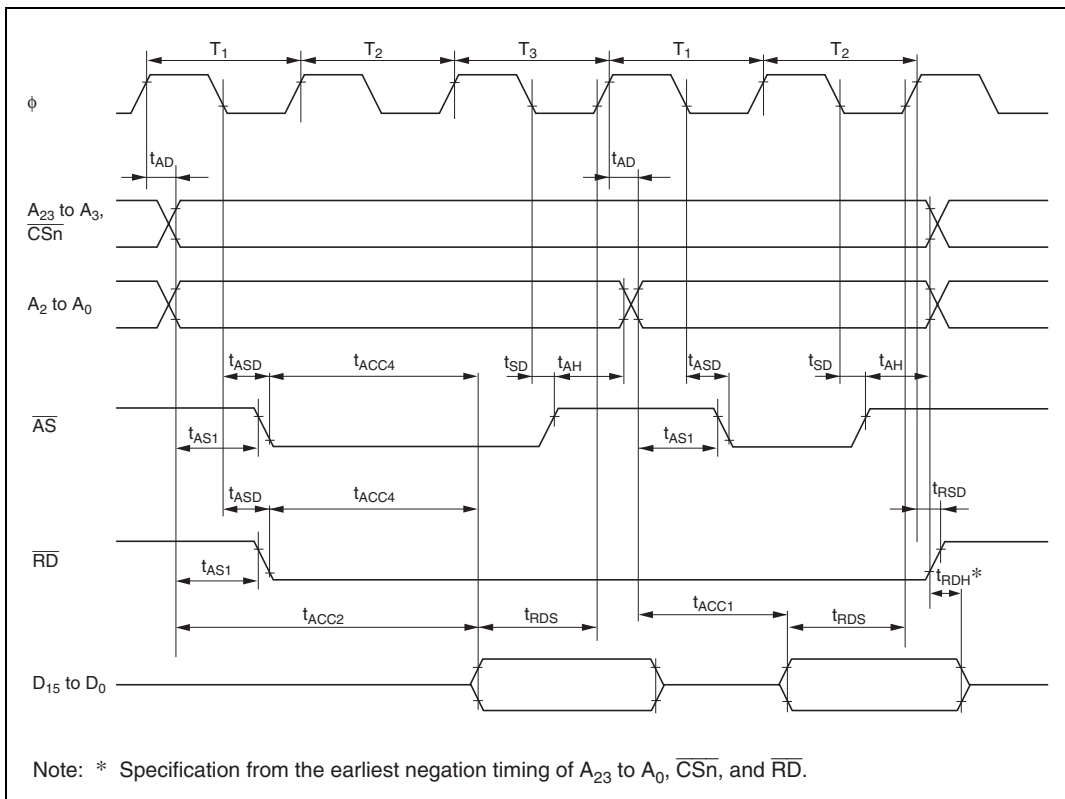 T1 T2 T3 T1 T2
φ
tAD tAD
A23 to A3,
CSn
A2 to A0
tASD tACC4 tSD tAH tASD tSD tAH
AS
tAS1 tAS1
tASD tACC4 tRSD
RD
tAS1 tRDH*
tACC2 tRDS tACC1 tRDS
D15 to D0
Note: * Specification from the earliest negation timing of A23 to A0, CSn, and RD.